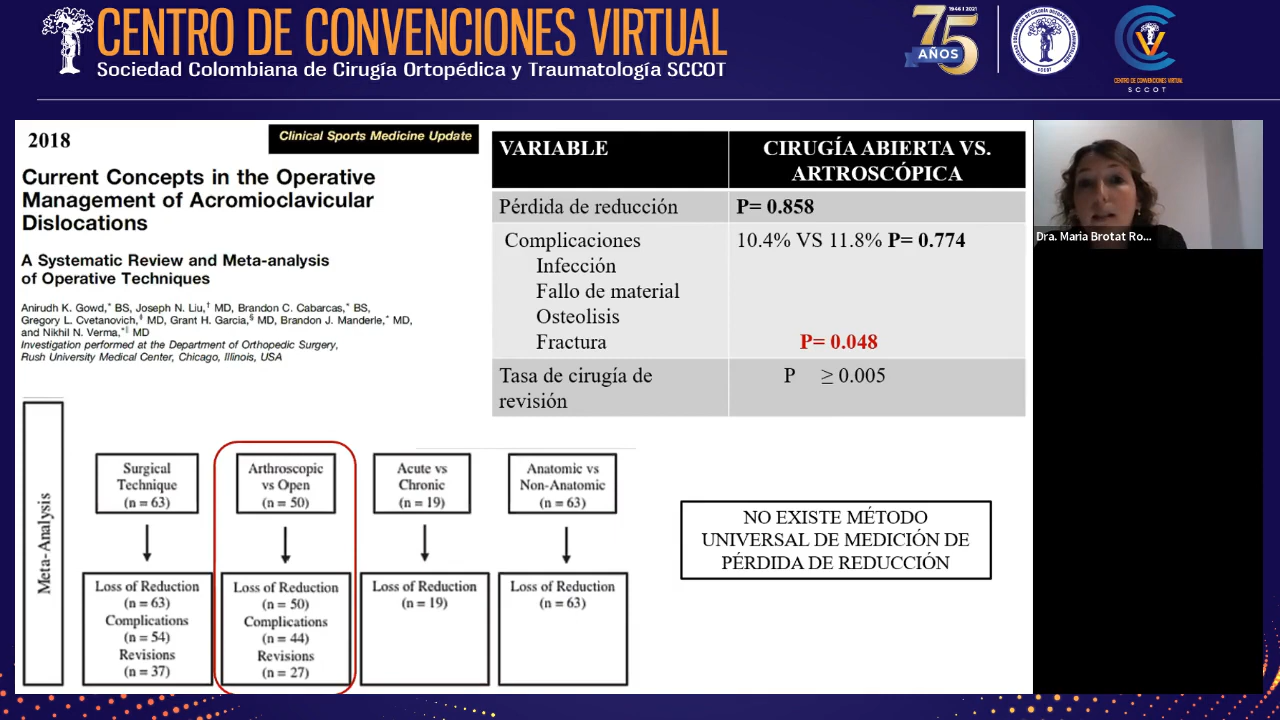 CENTRO DE CONVENCIONES VIRTUAL
Sociedad Colombiana de Cirugía Ortopédica y Traumatología SCCOT
1946 | 2021
75
AÑOS
CENTRO DE CONVENCIONES VIRTUAL
SCCOT
2018
Clinical Sports Medicine Update
Current Concepts in the Operative
Management of Acromioclavicular
Dislocations
A Systematic Review and Meta-analysis
of Operative Techniques
Anirudh K. Gowd,* BS, Joseph N. Liu,† MD, Brandon C. Cabarcas,* BS,
Gregory L. Cvetanovich,‡ MD, Grant H. Garcia,§ MD, Brandon J. Manderle,* MD,
and Nikhil N. Verma,*‖ MD
Investigation performed at the Department of Orthopedic Surgery,
Rush University Medical Center, Chicago, Illinois, USA
VARIABLE
CIRUGÍA ABIERTA VS.
ARTROSCÓPICA
Pérdida de reducción
P= 0.858
Complicaciones
10.4% VS 11.8% P= 0.774
Infección
Fallo de material
Osteolisis
Fractura
P= 0.048
Tasa de cirugía de
revisión
P ≥ 0.005
Dra. Maria Brotat Ro...
Meta-Analysis
Surgical
Technique
(n = 63)
Loss of Reduction
(n = 63)
Complications
(n = 54)
Revisions
(n = 37)
Arthroscopic
vs Open
(n = 50)
Loss of Reduction
(n = 50)
Complications
(n = 44)
Revisions
(n = 27)
Acute vs
Chronic
(n = 19)
Loss of Reduction
(n = 19)
Anatomic vs
Non-Anatomic
(n = 63)
Loss of Reduction
(n = 63)
NO EXISTE MÉTODO
UNIVERSAL DE MEDICIÓN DE
PÉRDIDA DE REDUCCIÓN